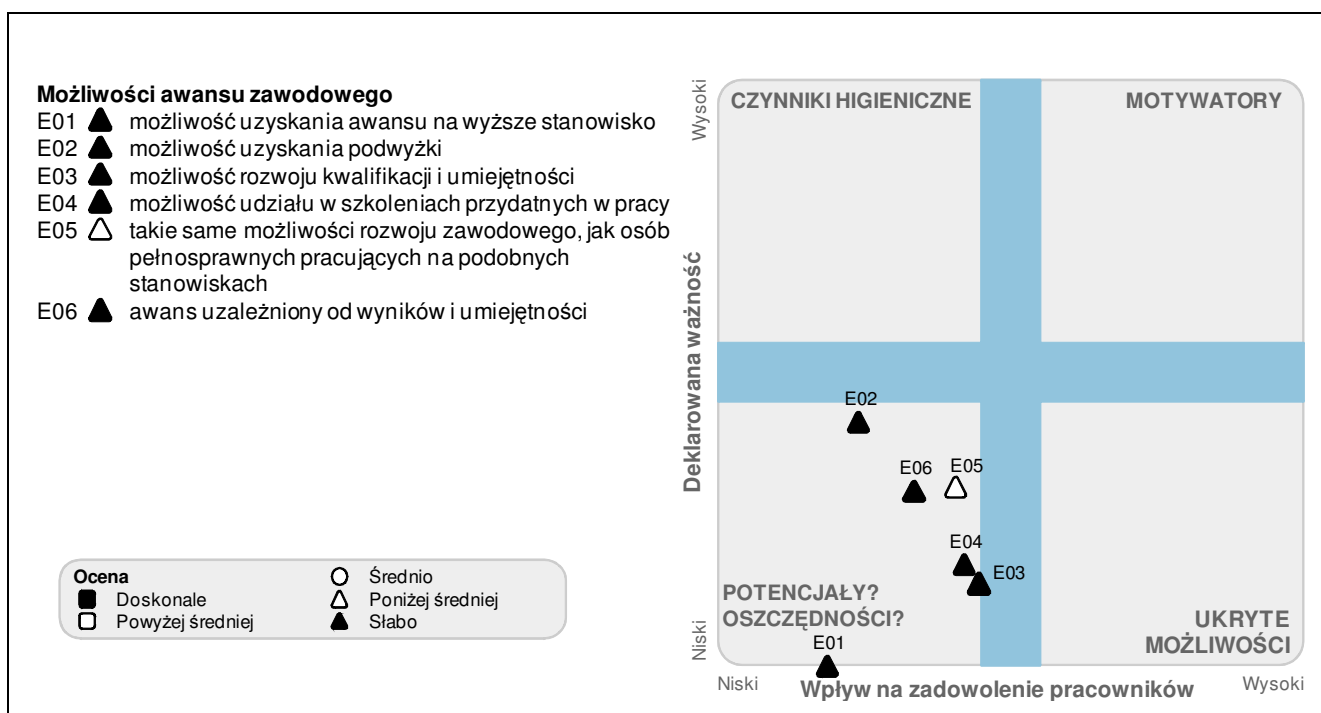 Możliwości awansu zawodowego
E01 możliwość uzyskania awansu na wyższe stanowisko
E02 możliwość uzyskania podwyżki
E03 możliwość rozwoju kwalifikacji i umiejętności
E04 możliwość udziału w szkoleniach przydatnych w pracy
E05 takie same możliwości rozwoju zawodowego, jak osób
pełnosprawnych pracujących na podobnych
stanowiskach
E06 awans uzależniony od wyników i umiejętności
Ocena
Doskonale
Powyżej średniej
Średnio
Poniżej średniej
Słabo
Wysoki
Deklarowana ważność
Niski
CZYNNIKI HIGIENICZNE
MOTYWATORY
E02
E06
E05
E04
E03
POTENCJAŁY?
OSZCZĘDNOŚCI?
E01
UKRYTE
MOŻLIWOŚCI
Niski
Wpływ na zadowolenie pracowników
Wysoki